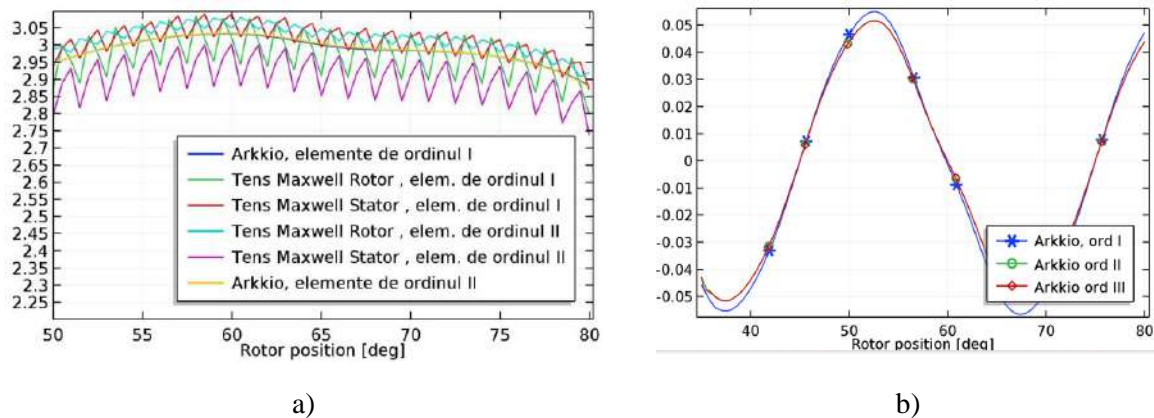 3.05
3
2.95
2.9
2.85
2.8
2.75
2.7
2.65
2.6
2.55
2.5
2.45
2.4
2.35
2.3
2.25
Arkkio, elemente de ordinul I
Tens Maxwell Rotor , elem. de ordinul I
Tens Maxwell Stator , elem. de ordinul I
Tens Maxwell Rotor , elem. de ordinul II
Tens Maxwell Stator , elem. de ordinul II
Arkkio, elemente de ordinul II
50 55 60 65 70 75 80
Rotor position [deg]
a)
0.05
0.04
0.03
0.02
0.01
0
-0.01
-0.02
-0.03
-0.04
-0.05
Arkkio, ord I
Arkkio ord II
Arkkio ord III
40 50 60 70 80
Rotor position [deg]
b)